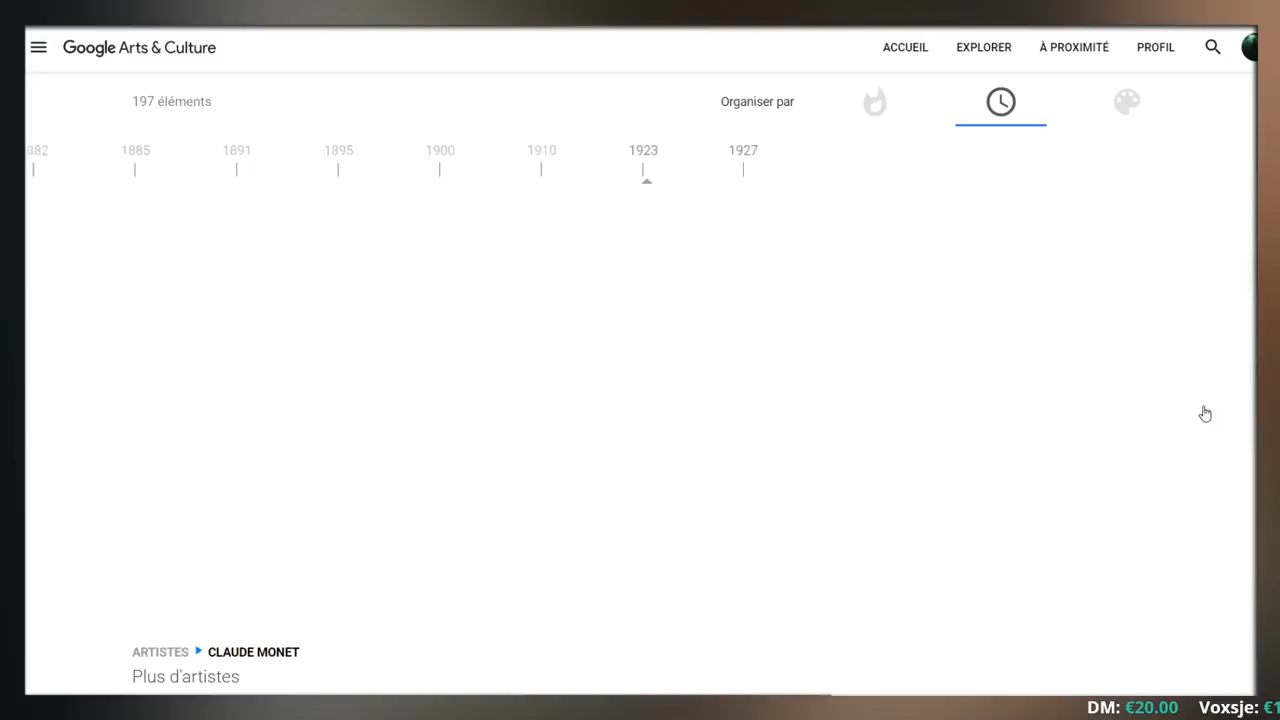 Google Arts & Culture
ACCUEIL EXPLORER À PROXIMITÉ PROFIL
197 éléments
Organiser par
1885 1891 1895 1900 1910 1923 1927
ARTISTES CLAUDE MONET
Plus d'artistes
DM: €20.00 Voxsje: